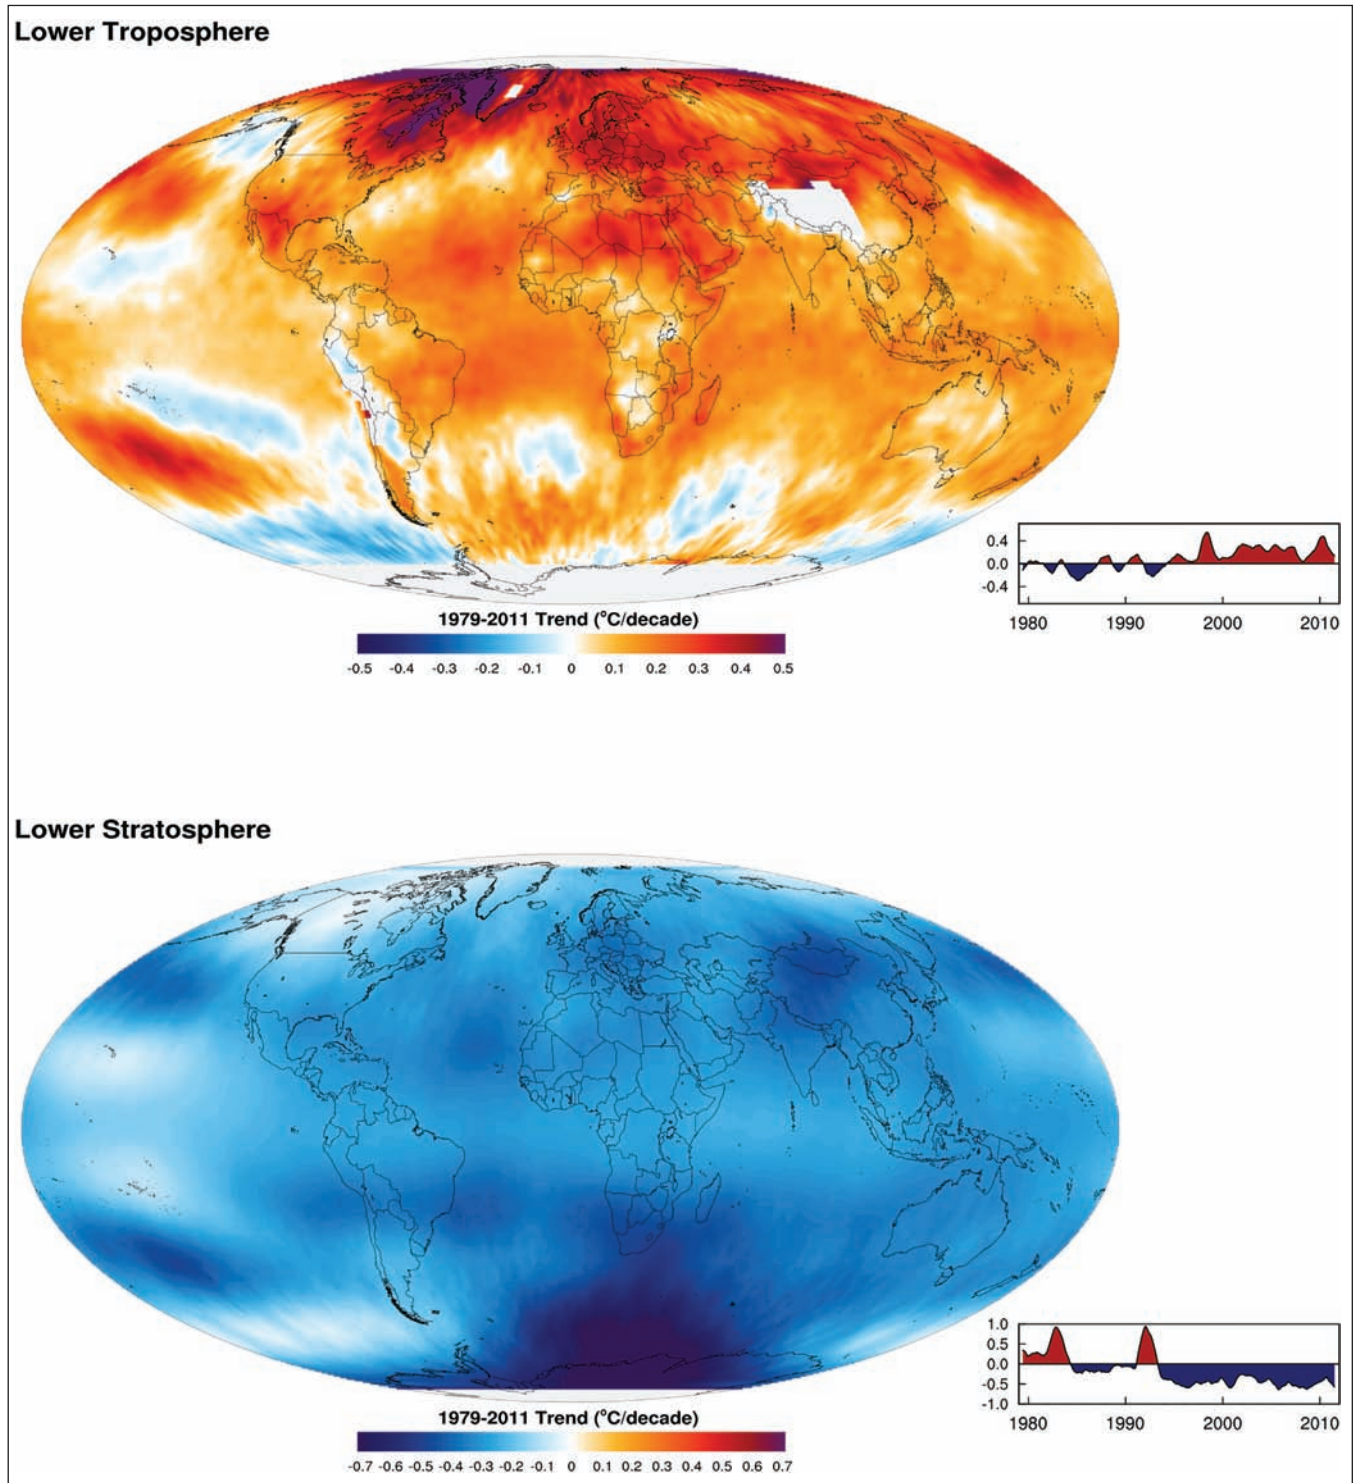 Lower Troposphere
0.4
0.0
-0.4
1980 1990 2000 2010
1979-2011 Trend (°C/decade)
-0.5 -0.4 -0.3 -0.2 -0.1 0 0.1 0.2 0.3 0.4 0.5
Lower Stratosphere
1.0
0.5
0.0
-0.5
-1.0
1980 1990 2000 2010
1979-2011 Trend (°C/decade)
-0.7 -0.6 -0.5 -0.4 -0.3 -0.2 -0.1 0 0.1 0.2 0.3 0.4 0.5 0.6 0.7